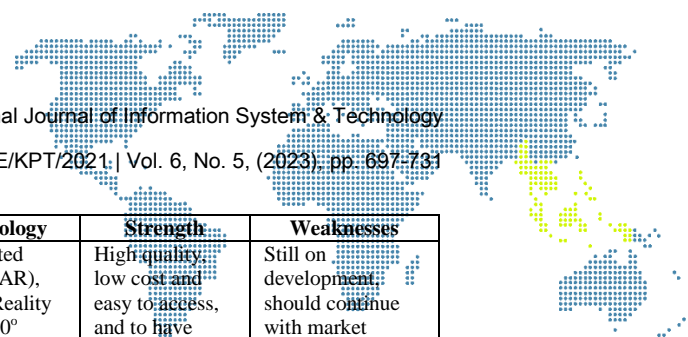 nal Journal of Information System & Technology
E/KPT/2021 | Vol. 6, No. 5, (2023), pp. 697-731
ology Strength Weaknesses
ted High quality, Still on
AR), low cost and development,
Reality easy to access, should continue
0° and to have with market